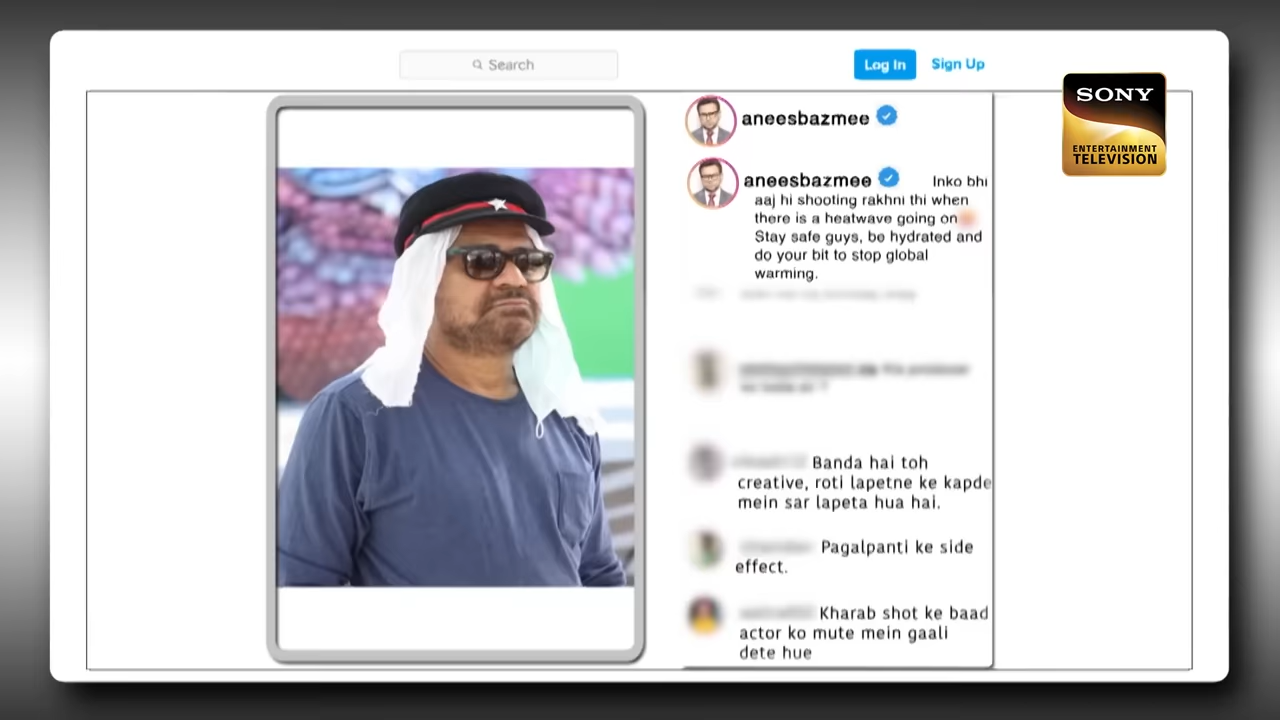 Search
Log In
Sign Up
SONY
ENTERTAINMENT
TELEVISION
aneesbazmee
aneesbazmee Inko bhi
aaj hi shooting rakhni thi when
there is a heatwave going on
Stay safe guys, be hydrated and
do your bit to stop global
warming.
Banda hai toh
creative, roti lapetne ke kapde
mein sar lapeta hua hai.
Pagalpanti ke side
effect.
Kharab shot ke baad
actor ko mute mein gaali
dete hue